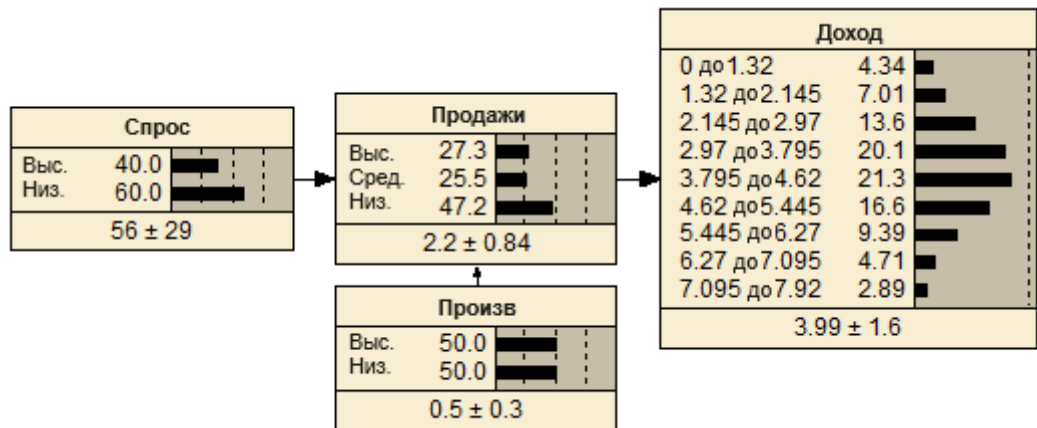 Спрос
Выс. 40.0
Низ. 60.0
56 ± 29
Продажи
Выс. 27.3
Сред. 25.5
Низ. 47.2
2.2 ± 0.84
Произв
Выс. 50.0
Низ. 50.0
0.5 ± 0.3
Доход
0 до 1.32 4.34
1.32 до 2.145 7.01
2.145 до 2.97 13.6
2.97 до 3.795 20.1
3.795 до 4.62 21.3
4.62 до 5.445 16.6
5.445 до 6.27 9.39
6.27 до 7.095 4.71
7.095 до 7.92 2.89
3.99 ± 1.6